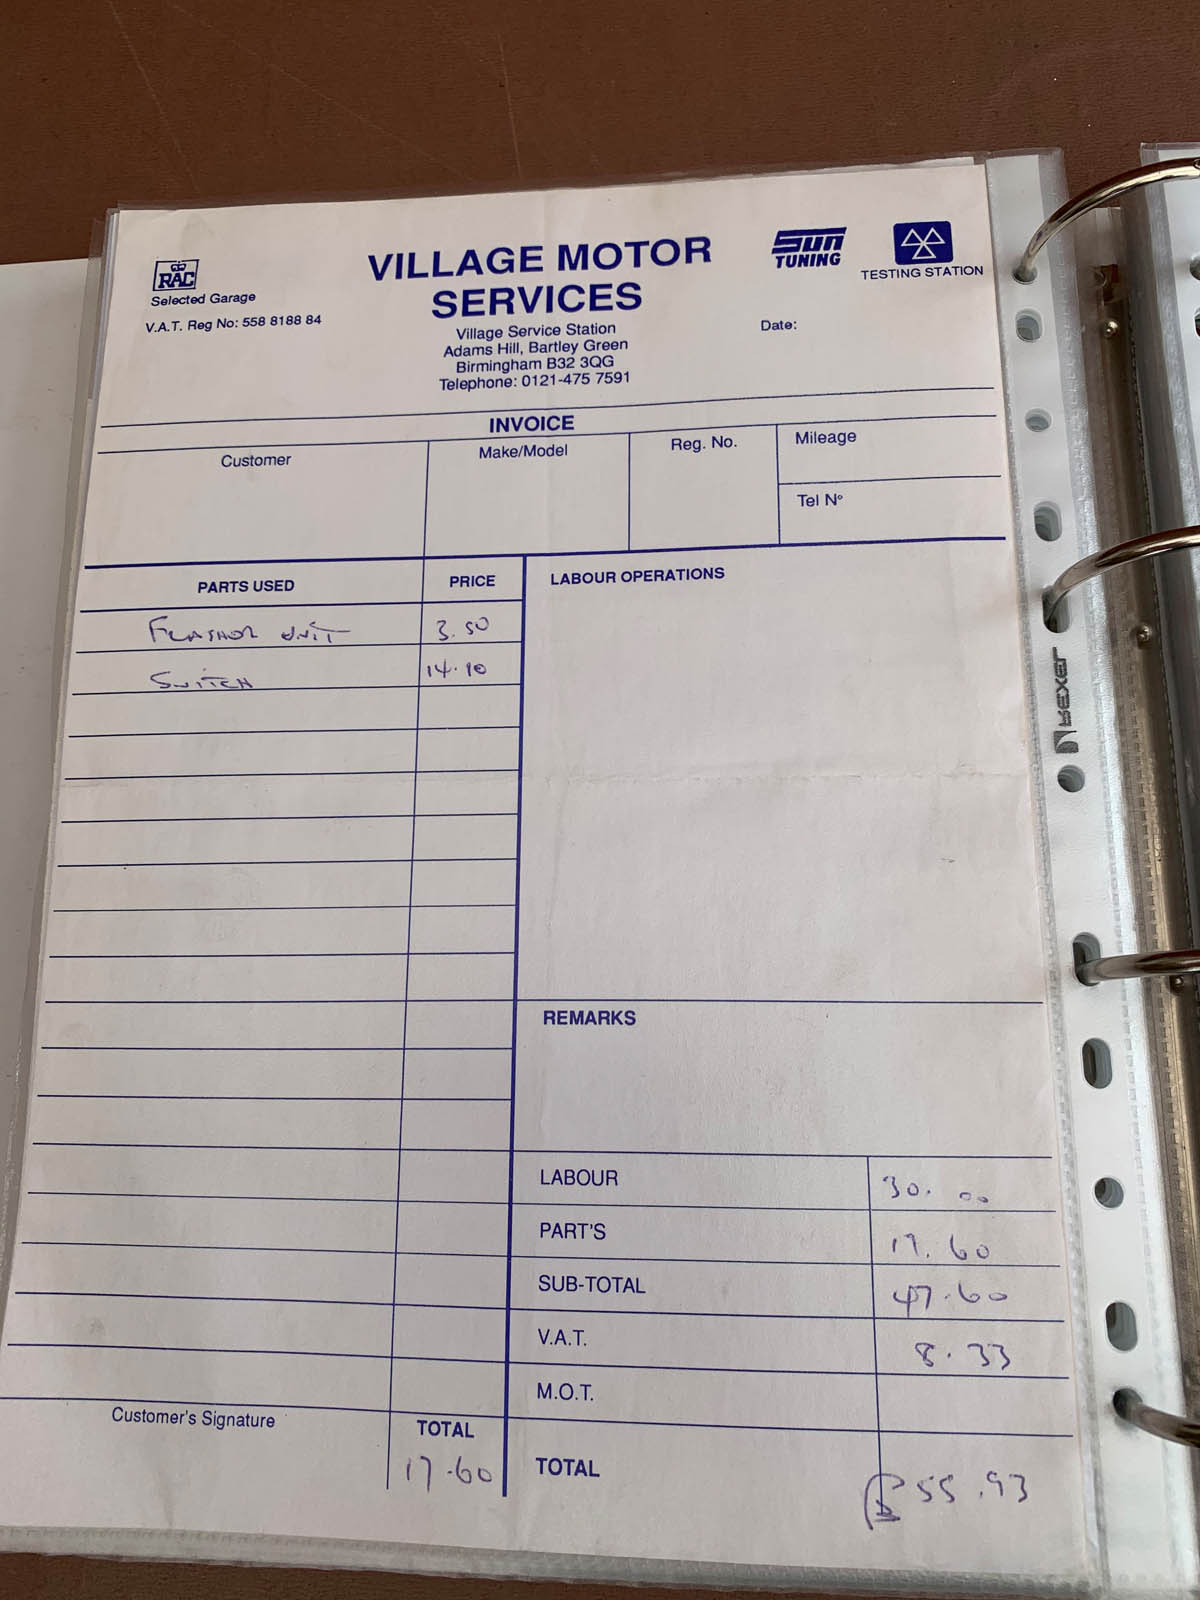 RAC
Selected Garage
V.A.T. Reg No: 558 8188 84
VILLAGE MOTOR
SERVICES
Village Service Station
Adams Hill, Bartley Green
Birmingham B32 3QG
Telephone: 0121-475 7591
Sun
TUNING
TESTING STATION
Date:
INVOICE
Customer
Make/Model
Reg. No.
Mileage
Tel Nº
PARTS USED PRICE
FLASHOR UNIT 3.50
SWITCH 14.10
LABOUR OPERATIONS
REMARKS
LABOUR 30.00
PART'S 17.60
SUB-TOTAL 47.60
V.A.T. 8.33
M.O.T.
Customer's Signature
TOTAL
17.60
TOTAL £55.93
REXEL